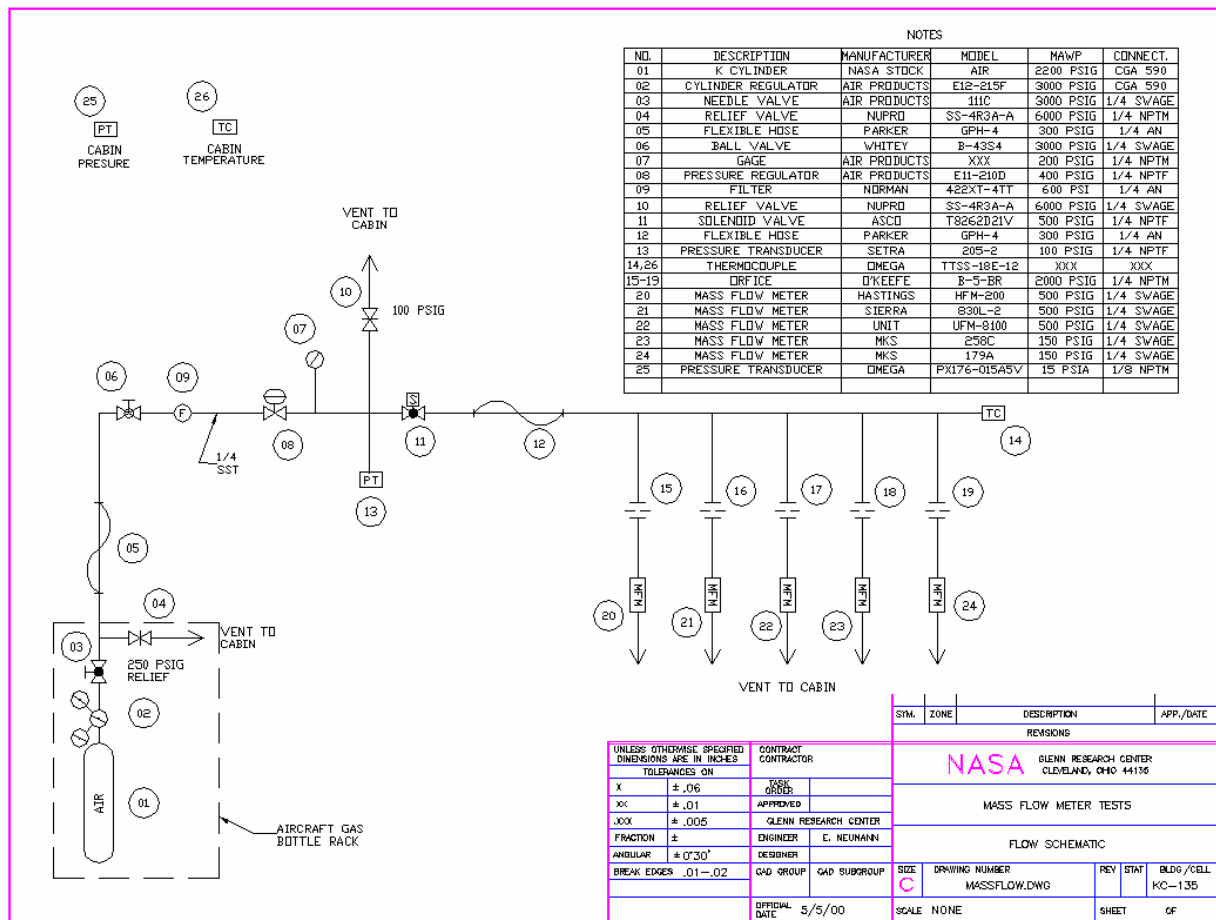 NOTES
NO. DESCRIPTION MANUFACTURER MODEL MAWP CONNECT.
01 K CYLINDER NASA STOCK AIR 2200 PSIG CGA 590
02 CYLINDER REGULATOR AIR PRODUCTS E12-215F 3000 PSIG CGA 590
03 NEEDLE VALVE AIR PRODUCTS 111C 3000 PSIG 1/4 SWAGE
04 RELIEF VALVE NUPRO SS-4R3A-A 6000 PSIG 1/4 NPTM
05 FLEXIBLE HOSE PARKER GPH-4 300 PSIG 1/4 AN
06 BALL VALVE WHITEY B-43S4 3000 PSIG 1/4 SWAGE
07 GAGE AIR PRODUCTS XXX 200 PSIG 1/4 NPTM
08 PRESSURE REGULATOR AIR PRODUCTS E11-210D 400 PSIG 1/4 NPTF
09 FILTER NORMAN 422XT-4TT 600 PSI 1/4 AN
10 RELIEF VALVE NUPRO SS-4R3A-A 6000 PSIG 1/4 SWAGE
11 SOLENOID VALVE ASCO T8262D21V 500 PSIG 1/4 NPTF
12 FLEXIBLE HOSE PARKER GPH-4 300 PSIG 1/4 AN
13 PRESSURE TRANSDUCER SETRA 205-2 100 PSIG 1/4 NPTF
14,26 THERMOCOUPLE OMEGA TTSS-18E-12 XXX XXX
15-19 ORFICE O'KEEFE B-5-BR 2000 PSIG 1/4 NPTM
20 MASS FLOW METER HASTINGS HFM-200 500 PSIG 1/4 SWAGE
21 MASS FLOW METER SIERRA 830L-2 500 PSIG 1/4 SWAGE
22 MASS FLOW METER UNIT UFM-8100 500 PSIG 1/4 SWAGE
23 MASS FLOW METER MKS 258C 150 PSIG 1/4 SWAGE
24 MASS FLOW METER MKS 179A 150 PSIG 1/4 SWAGE
25 PRESSURE TRANSDUCER OMEGA PX176-015A5V 15 PSIA 1/8 NPTM
25
PT
CABIN
PRESURE
26
TC
CABIN
TEMPERATURE
VENT TO
CABIN
10
100 PSIG
07
06
09
F
08
1/4
SST
S
11
12
PT
13
TC
14
15
16
17
18
19
MFM
MFM
MFM
MFM
MFM
20
21
22
23
24
VENT TO CABIN
05
04
VENT TO
CABIN
03
250 PSIG
RELIEF
02
AIR
01
AIRCRAFT GAS
BOTTLE RACK
SYM. ZONE DESCRIPTION APP./DATE
REVISIONS
UNLESS OTHERWISE SPECIFIED
DIMENSIONS ARE IN INCHES
TOLERANCES ON
X ± .06
XX ± .01
.XXX ± .005
FRACTION ±
ANGULAR ± 0°30'
BREAK EDGES .01-.02
CONTRACT
CONTRACTOR
TASK
ORDER
APPROVED
GLENN RESEARCH CENTER
ENGINEER E. NEUMANN
DESIGNER
CAD GROUP CAD SUBGROUP
OFFICIAL
DATE 5/5/00
NASA GLENN RESEARCH CENTER
CLEVELAND, OHIO 44135
MASS FLOW METER TESTS
FLOW SCHEMATIC
SIZE DRAWING NUMBER REV STAT BLDG/CELL
C MASSFLOW.DWG KC-135
SCALE NONE SHEET OF